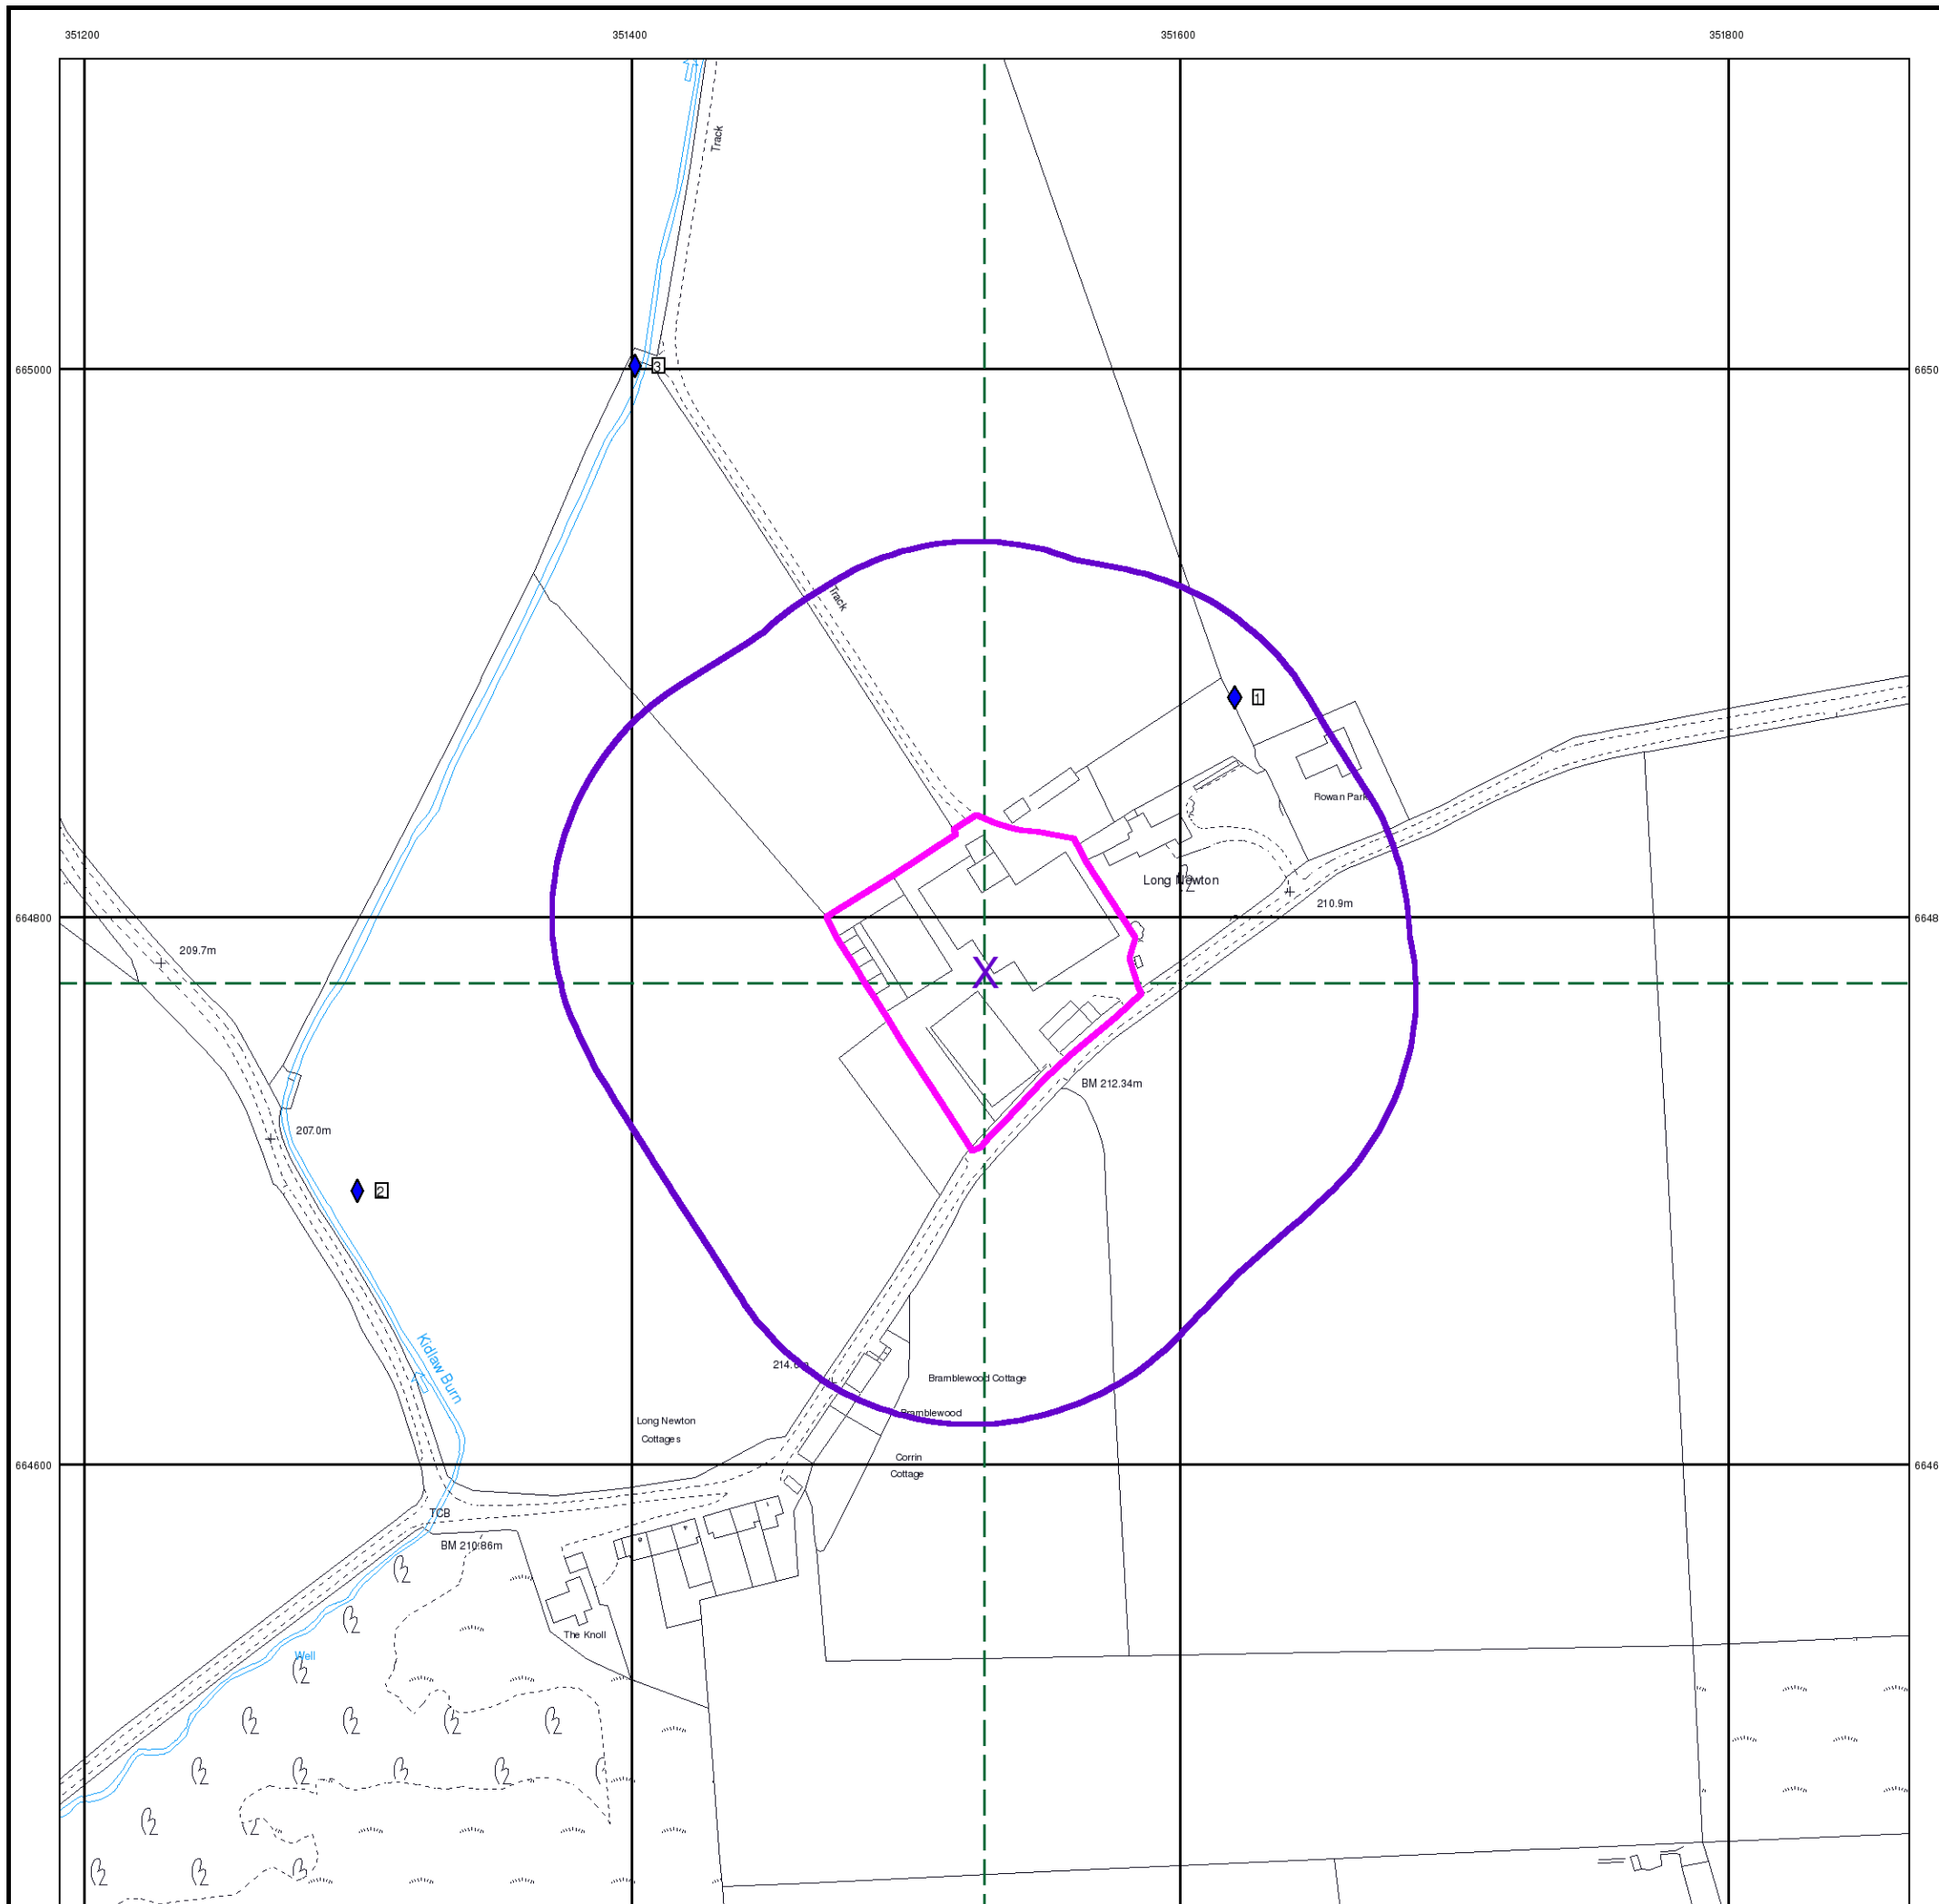 351200
351400
351600
351800
Track
665000
3
Track
1
Rowan Park
Long Newton
210.9m
664800
209.7m
X
BM 212.34m
207.0m
2
Kidlaw Burn
Bramblewood Cottage
Bramblewood
Long Newton
Cottages
Corrin
Cottage
664600
TCB
BM 210.86m
The Knoll
Well